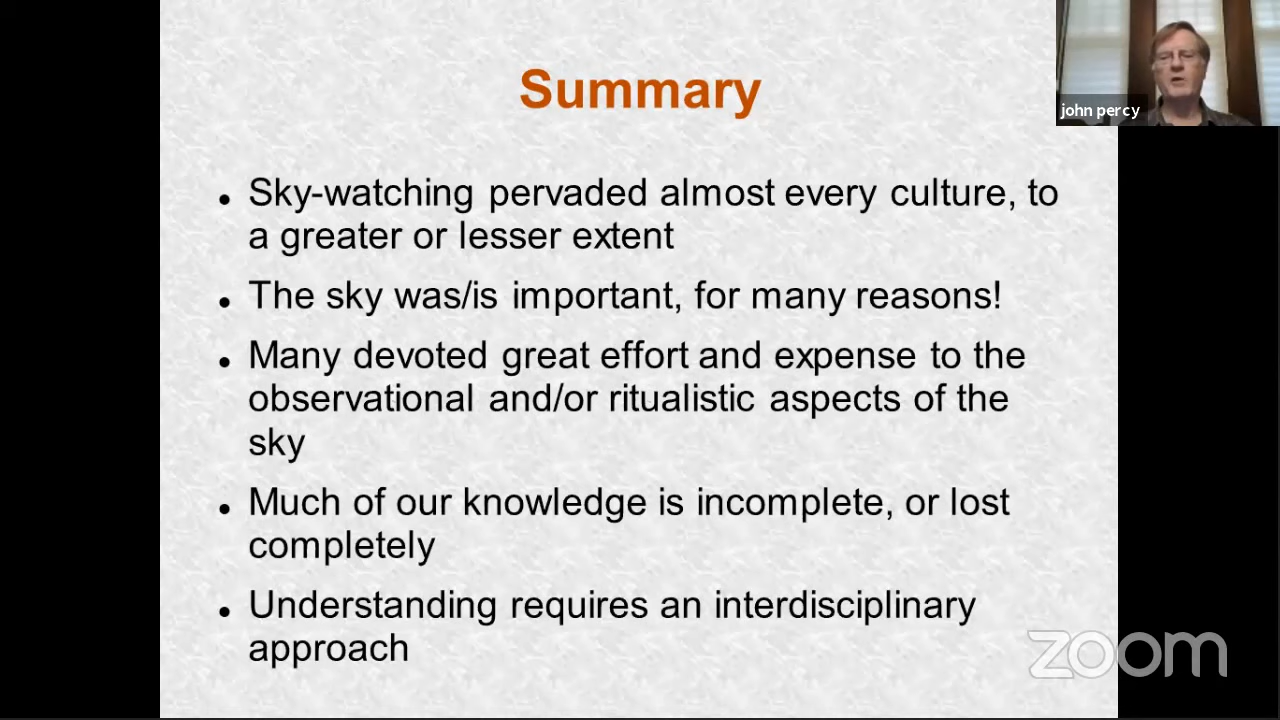 Summary
john percy
Sky-watching pervaded almost every culture, to
a greater or lesser extent
The sky was/is important, for many reasons!
Many devoted great effort and expense to the
observational and/or ritualistic aspects of the
sky
Much of our knowledge is incomplete, or lost
completely
Understanding requires an interdisciplinary
approach
zoom